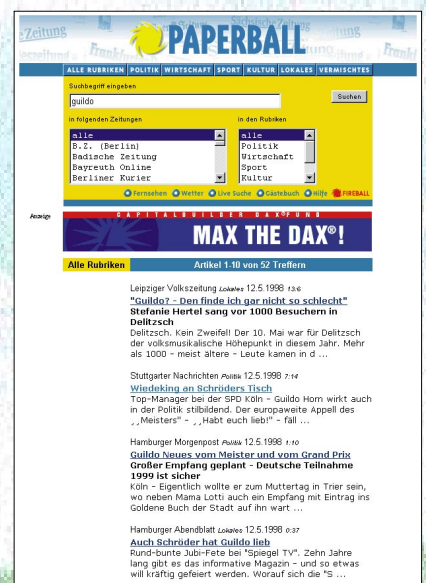 Zeitung
Sächsische Zeitung
PAPERBALL
Frankf
Frankf
ALLE RUBRIKEN POLITIK WIRTSCHAFT SPORT KULTUR LOKALES VERMISCHTES
Suchbegriff eingeben
guildo
Suchen
in folgenden Zeitungen
in den Rubriken
alle
B.Z. (Berlin)
Badische Zeitung
Bayreuth Online
Berliner Kurier
alle
Politik
Wirtschaft
Sport
Kultur
Fernsehen Wetter Live Suche Gästebuch Hilfe FIREBALL
Anzeige
CAPITALBUILDER DAX®FUND
MAX THE DAX®!
Alle Rubriken
Artikel 1-10 von 52 Treffern
Leipziger Volkszeitung Lokales 12.5.1998 13:6
"Guildo? - Den finde ich gar nicht so schlecht"
Stefanie Hertel sang vor 1000 Besuchern in
Delitzsch
Delitzsch. Kein Zweifel! Der 10. Mai war für Delitzsch
der volksmusikalische Höhepunkt in diesem Jahr. Mehr
als 1000 - meist ältere - Leute kamen in d ...
Stuttgarter Nachrichten Politik 12.5.1998 7:14
Wiedeking an Schröders Tisch
Top-Manager bei der SPD Köln - Guildo Horn wirkt auch
in der Politik stilbildend. Der europaweite Appell des
,,Meisters" - ,,Habt euch lieb!" - fäll ...
Hamburger Morgenpost Politik 12.5.1998 1:10
Guildo Neues vom Meister und vom Grand Prix
Großer Empfang geplant - Deutsche Teilnahme
1999 ist sicher
Köln - Eigentlich wollte er zum Muttertag in Trier sein,
wo neben Mama Lotti auch ein Empfang mit Eintrag ins
Goldene Buch der Stadt auf ihn wart ...
Hamburger Abendblatt Lokales 12.5.1998 0:37
Auch Schröder hat Guildo lieb
Rund-bunte Jubi-Fete bei "Spiegel TV". Zehn Jahre
lang gibt es das informative Magazin - und so etwas
will kräftig gefeiert werden. Worauf sich die "S ...